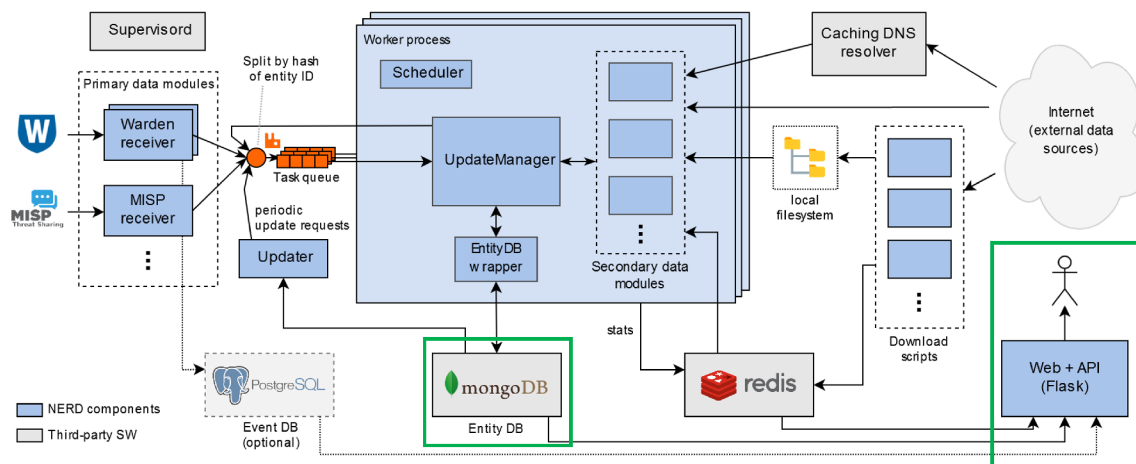 Supervisord
Primary data modules
W
Warden
receiver
MISP
Threat Sharing
MISP
receiver
Split by hash
of entity ID
Task queue
periodic
update requests
Updater
Worker process
Scheduler
UpdateManager
EntityDB
wrapper
Secondary data
modules
Caching DNS
resolver
Internet
(external data
sources)
local
filesystem
Download
scripts
stats
PostgreSQL
Event DB
(optional)
mongoDB
Entity DB
redis
Web + API
(Flask)
NERD components
Third-party SW